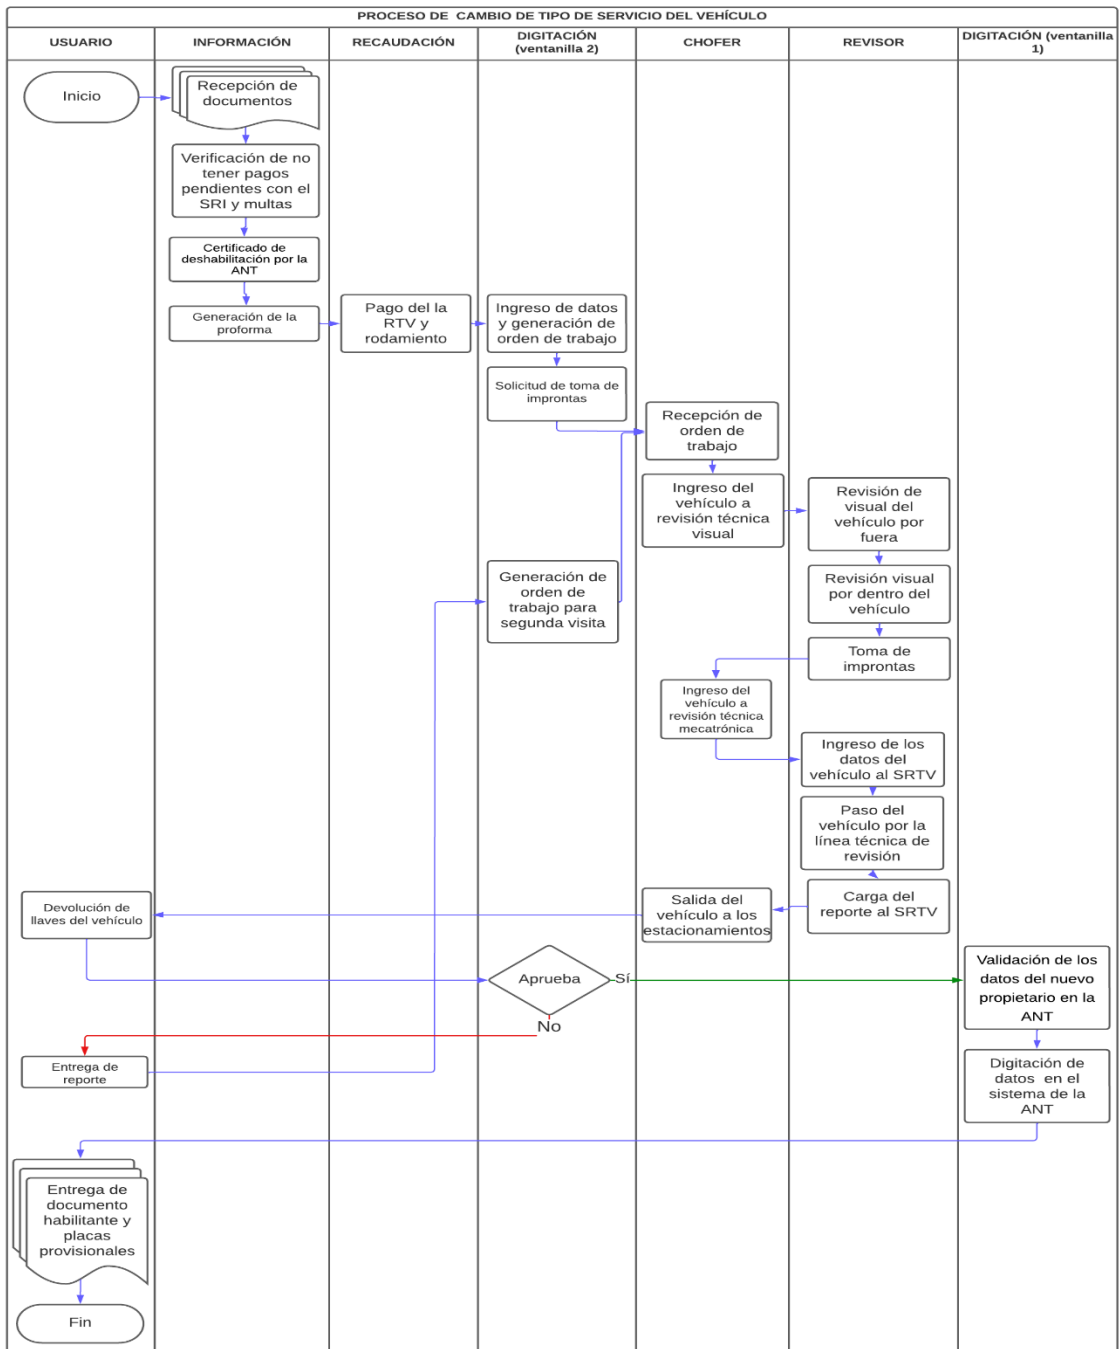 PROCESO DE CAMBIO DE TIPO DE SERVICIO DEL VEHÍCULO
USUARIO
INFORMACIÓN
RECAUDACIÓN
DIGITACIÓN
(ventanilla 2)
CHOFER
REVISOR
DIGITACIÓN (ventanilla
1)
Inicio
Recepción de
documentos
Verificación de no
tener pagos
pendientes con el
SRI y multas
Certificado de
deshabilitación por la
ANT
Generación de la
proforma
Pago del la
RTV y
rodamiento
Ingreso de datos
y generación de
orden de trabajo
Solicitud de toma de
improntas
Recepción de
orden de
trabajo
Ingreso del
vehículo a
revisión técnica
visual
Revisión de
visual del
vehículo por
fuera
Generación de
orden de
trabajo para
segunda visita
Revisión visual
por dentro del
vehículo
Toma de
improntas
Ingreso del
vehículo a
revisión técnica
mecatrónica
Ingreso de los
datos del
vehículo al SRTV
Paso del
vehículo por la
línea técnica de
revisión
Carga del
reporte al SRTV
Salida del
vehículo a los
estacionamientos
Devolución de
llaves del vehículo
Aprueba
Sí
No
Validación de los
datos del nuevo
propietario en la
ANT
Entrega de
reporte
Digitación de
datos en el
sistema de la
ANT
Entrega de
documento
habilitante y
placas
provisionales
Fin